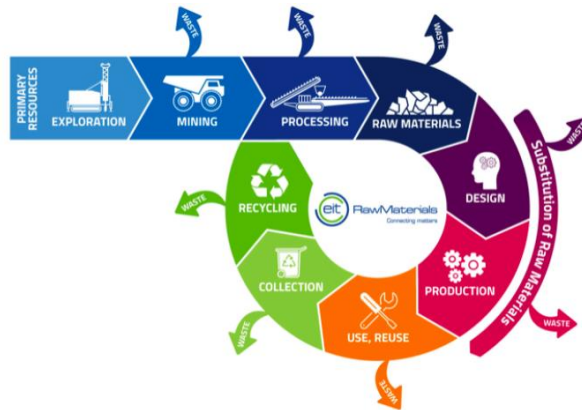 WASTE
WASTE
WASTE
PRIMARY
RESOURCES
EXPLORATION
MINING
PROCESSING
RAW MATERIALS
WASTE
Substitution of Raw Materials
DESIGN
RECYCLING
eit RawMaterials
Connecting matters
WASTE
COLLECTION
PRODUCTION
USE, REUSE
WASTE
WASTE
WASTE